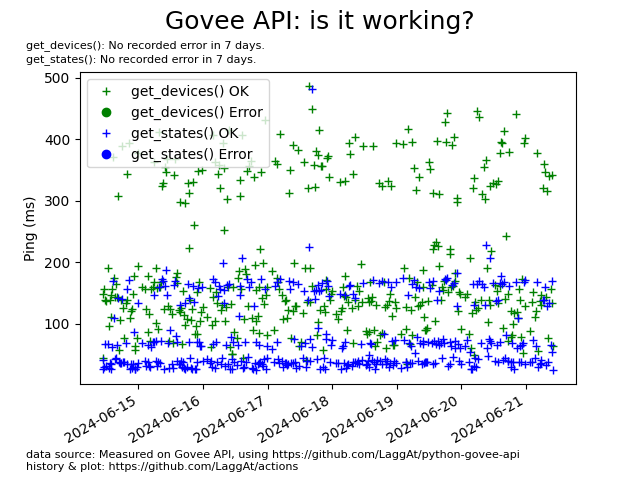 Govee API: is it working?
get_devices(): No recorded error in 7 days.
get_states(): No recorded error in 7 days.
500
400
300
200
100
Ping (ms)
get_devices() OK
get_devices() Error
get_states() OK
get_states() Error
2024-06-15
2024-06-16
2024-06-17
2024-06-18
2024-06-19
2024-06-20
2024-06-21
data source: Measured on Govee API, using https://github.com/LaggAt/python-govee-api
history & plot: https://github.com/LaggAt/actions